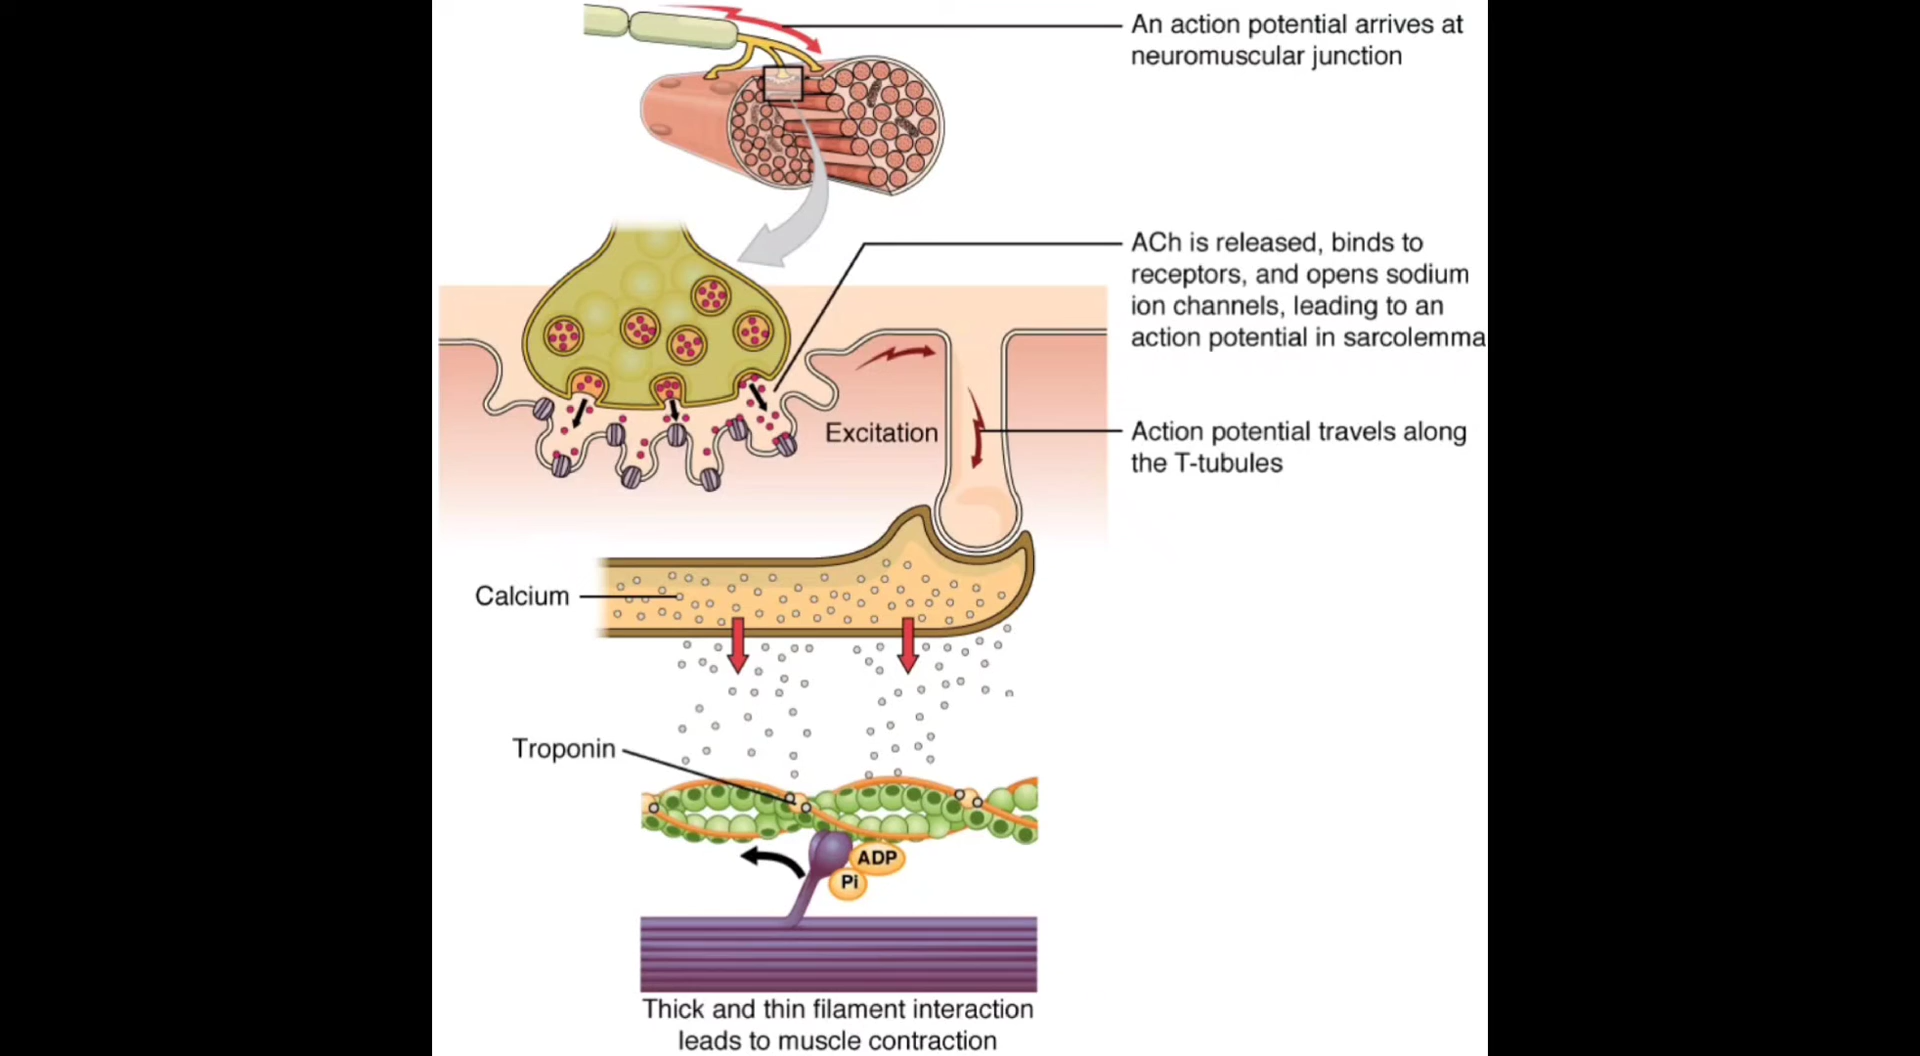 An action potential arrives at
neuromuscular junction
ACh is released, binds to
receptors, and opens sodium
ion channels, leading to an
action potential in sarcolemma
Excitation
Action potential travels along
the T-tubules
Calcium
Troponin
ADP
Pi
Thick and thin filament interaction
leads to muscle contraction